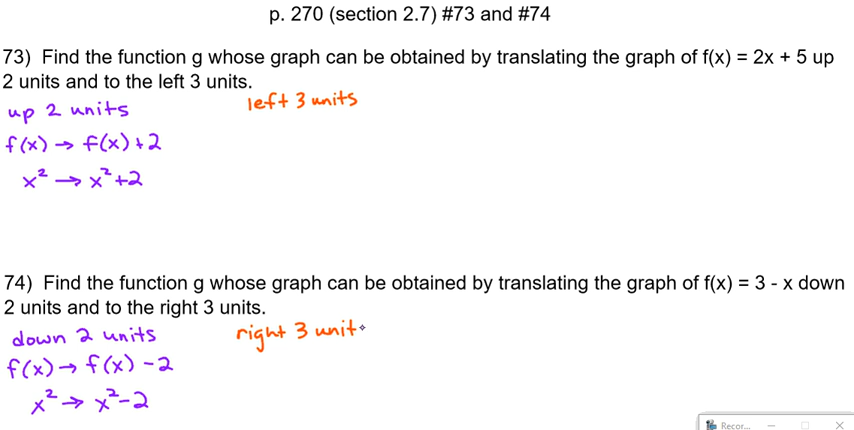 p. 270 (section 2.7) #73 and #74
73) Find the function g whose graph can be obtained by translating the graph of f(x) = 2x + 5 up
2 units and to the left 3 units.
up 2 units
left 3 units
f(x) → f(x) + 2
x² → x² + 2
74) Find the function g whose graph can be obtained by translating the graph of f(x) = 3 - x down
2 units and to the right 3 units.
down 2 units
right 3 unit
f(x) → f(x) - 2
x² → x² - 2
Recor...